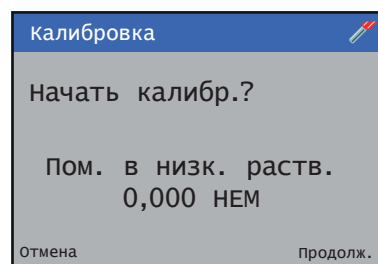 Калибровка
Начать калибр.?
Пом. в низк. раств.
0,000 НЕМ
Отмена Продолж.